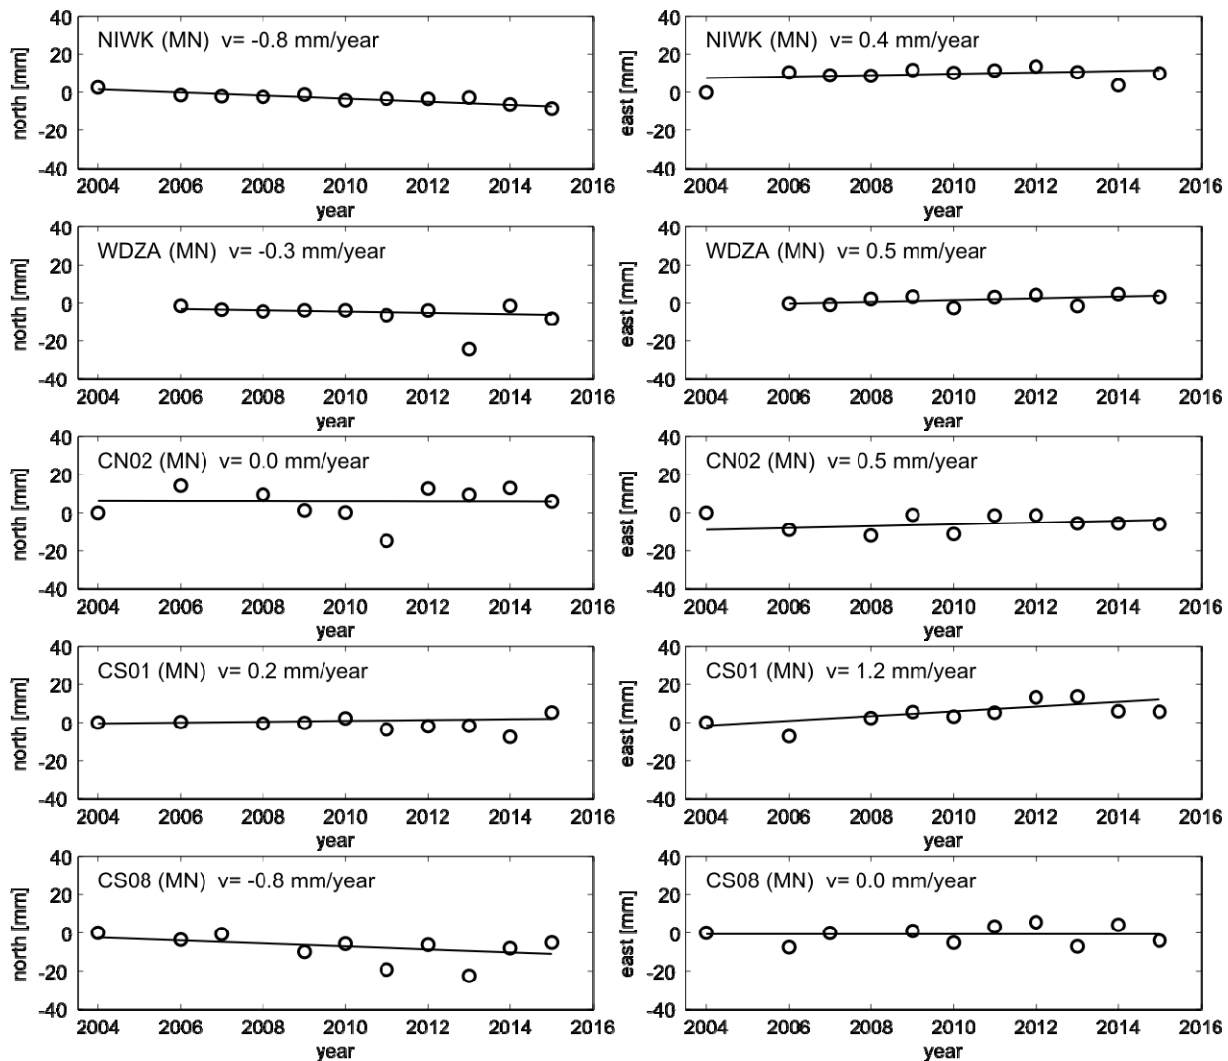 NIWK (MN) v= -0.8 mm/year
north [mm]
40
20
0
-20
-40
2004 2006 2008 2010 2012 2014 2016
year
NIWK (MN) v= 0.4 mm/year
east [mm]
40
20
0
-20
-40
2004 2006 2008 2010 2012 2014 2016
year
WDZA (MN) v= -0.3 mm/year
north [mm]
40
20
0
-20
-40
2004 2006 2008 2010 2012 2014 2016
year
WDZA (MN) v= 0.5 mm/year
east [mm]
40
20
0
-20
-40
2004 2006 2008 2010 2012 2014 2016
year
CN02 (MN) v= 0.0 mm/year
north [mm]
40
20
0
-20
-40
2004 2006 2008 2010 2012 2014 2016
year
CN02 (MN) v= 0.5 mm/year
east [mm]
40
20
0
-20
-40
2004 2006 2008 2010 2012 2014 2016
year
CS01 (MN) v= 0.2 mm/year
north [mm]
40
20
0
-20
-40
2004 2006 2008 2010 2012 2014 2016
year
CS01 (MN) v= 1.2 mm/year
east [mm]
40
20
0
-20
-40
2004 2006 2008 2010 2012 2014 2016
year
CS08 (MN) v= -0.8 mm/year
north [mm]
40
20
0
-20
-40
2004 2006 2008 2010 2012 2014 2016
year
CS08 (MN) v= 0.0 mm/year
east [mm]
40
20
0
-20
-40
2004 2006 2008 2010 2012 2014 2016
year